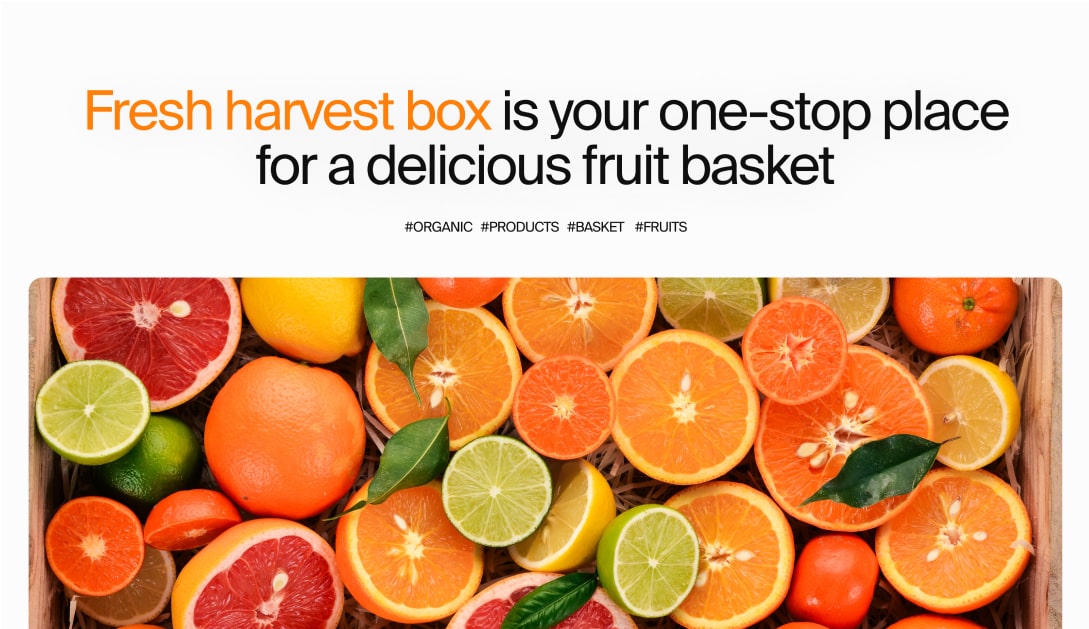 Fresh harvest box is your one-stop place
for a delicious fruit basket
#ORGANIC #PRODUCTS #BASKET #FRUITS